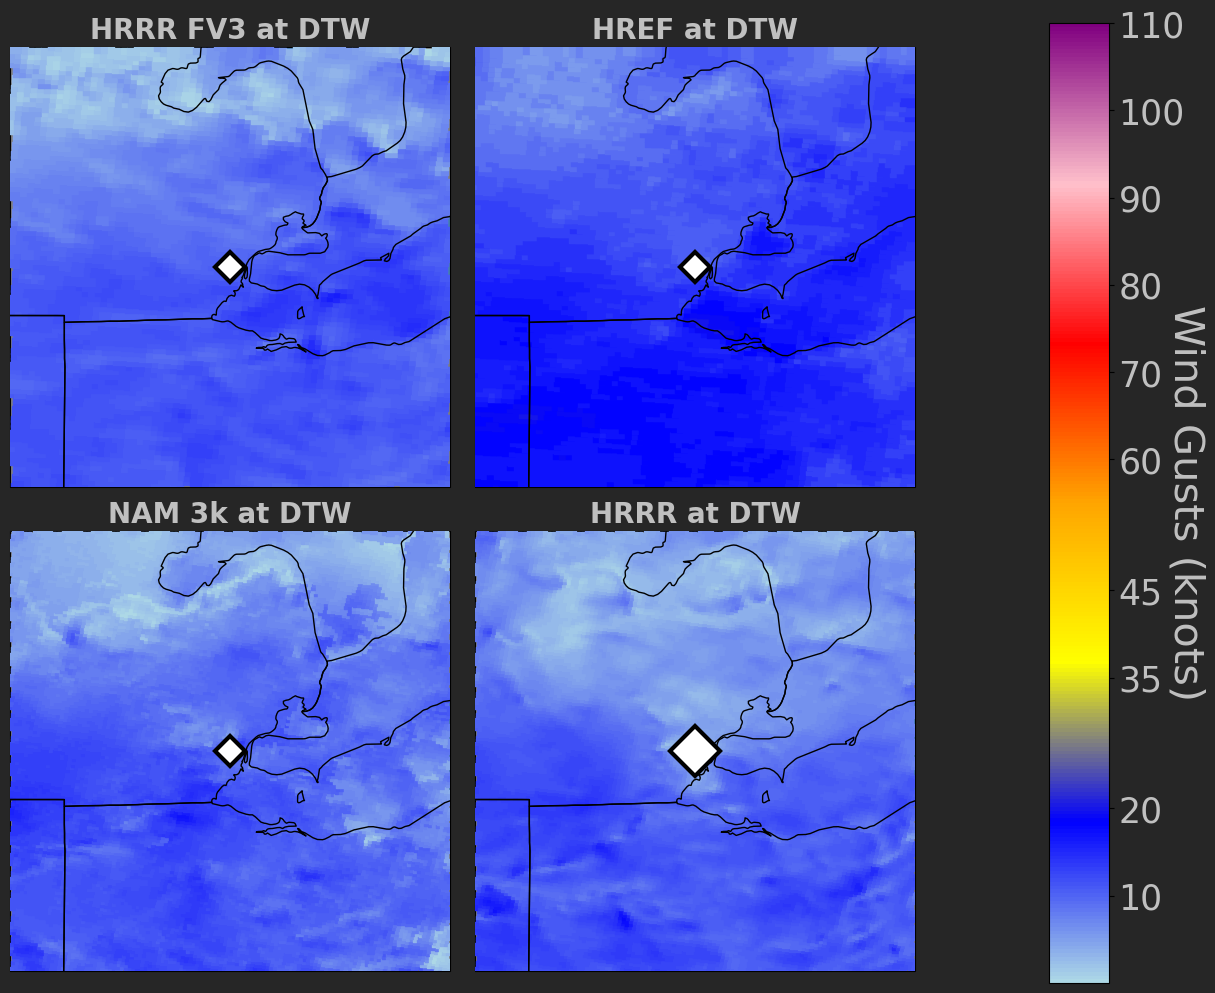 HRRR FV3 at DTW
HREF at DTW
NAM 3k at DTW
HRRR at DTW
110
100
90
80
70
60
45
35
20
10
Wind Gusts (knots)